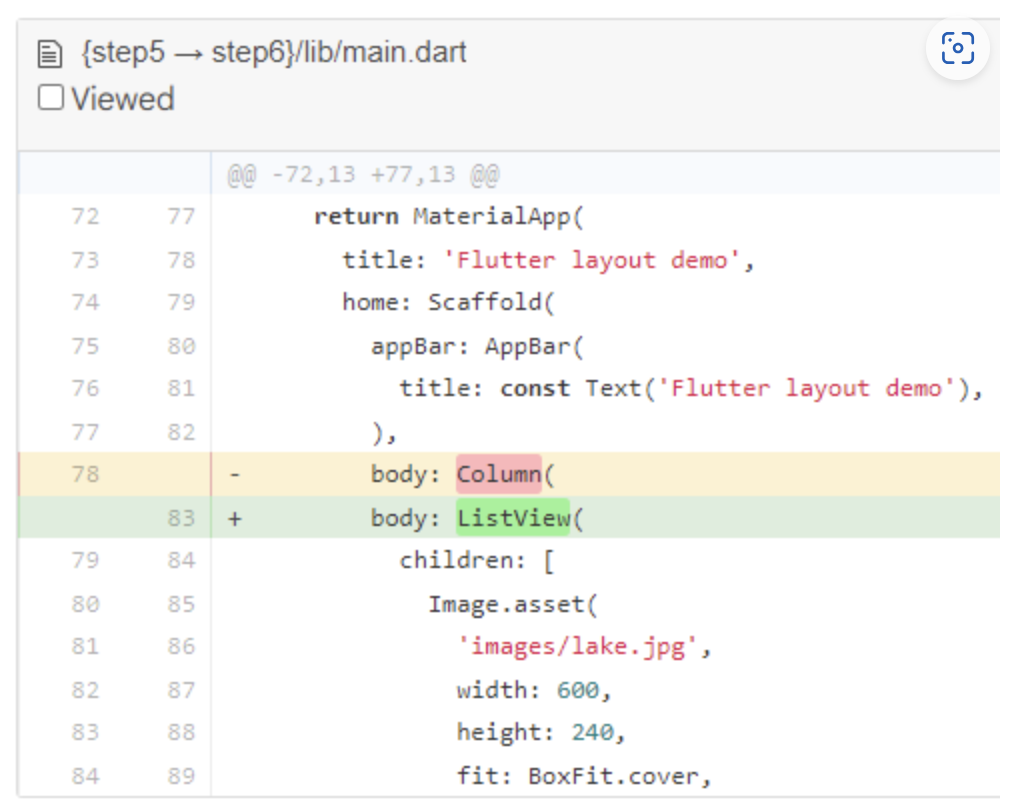 {step5 → step6}/lib/main.dart
Viewed
@@ -72,13 +77,13 @@
72 77 return MaterialApp(
73 78 title: 'Flutter layout demo',
74 79 home: Scaffold(
75 80 appBar: AppBar(
76 81 title: const Text('Flutter layout demo'),
77 82 ),
78 - body: Column(
83 + body: ListView(
79 84 children: [
80 85 Image.asset(
81 86 'images/lake.jpg',
82 87 width: 600,
83 88 height: 240,
84 89 fit: BoxFit.cover,